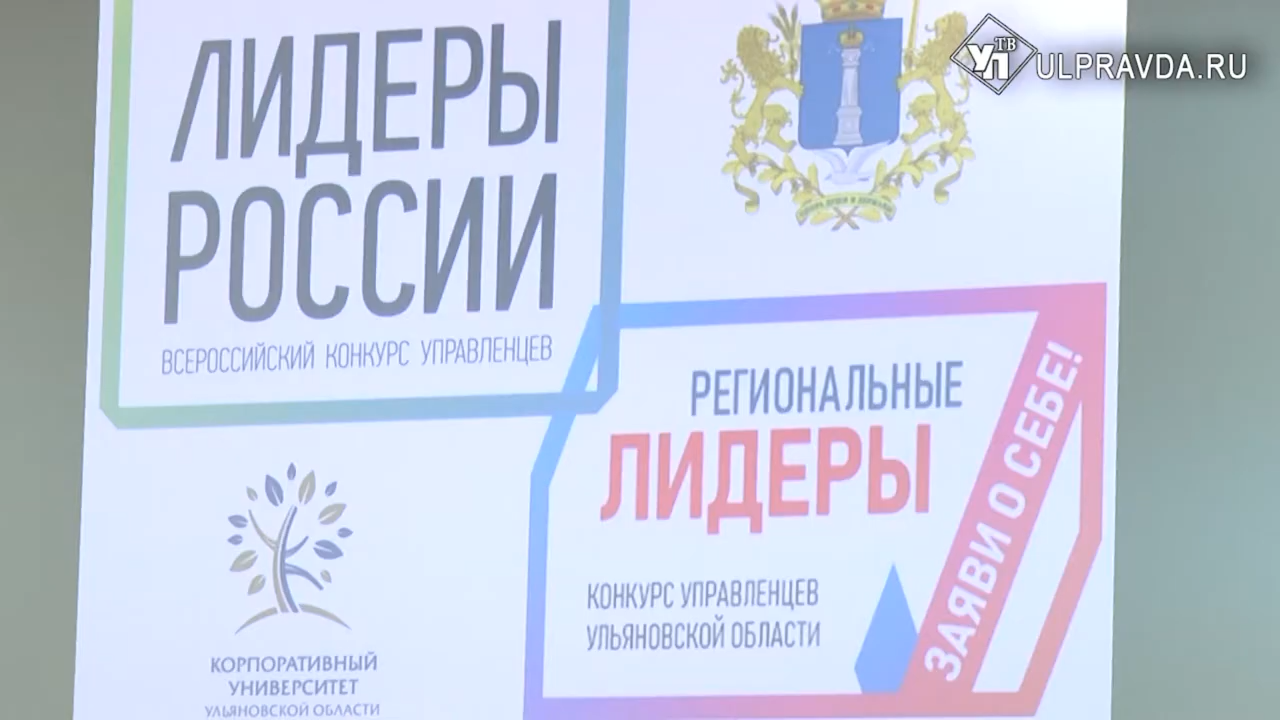 ЛИДЕРЫ
РОССИИ
ВСЕРОССИЙСКИЙ КОНКУРС УПРАВЛЕНЦЕВ
УП ТВ
ULPRAVDA.RU
РЕГИОНАЛЬНЫЕ
ЛИДЕРЫ
ЗАЯВИ О СЕБЕ!
КОНКУРС УПРАВЛЕНЦЕВ
УЛЬЯНОВСКОЙ ОБЛАСТИ
КОРПОРАТИВНЫЙ
УНИВЕРСИТЕТ
УЛЬЯНОВСКОЙ ОБЛАСТИ